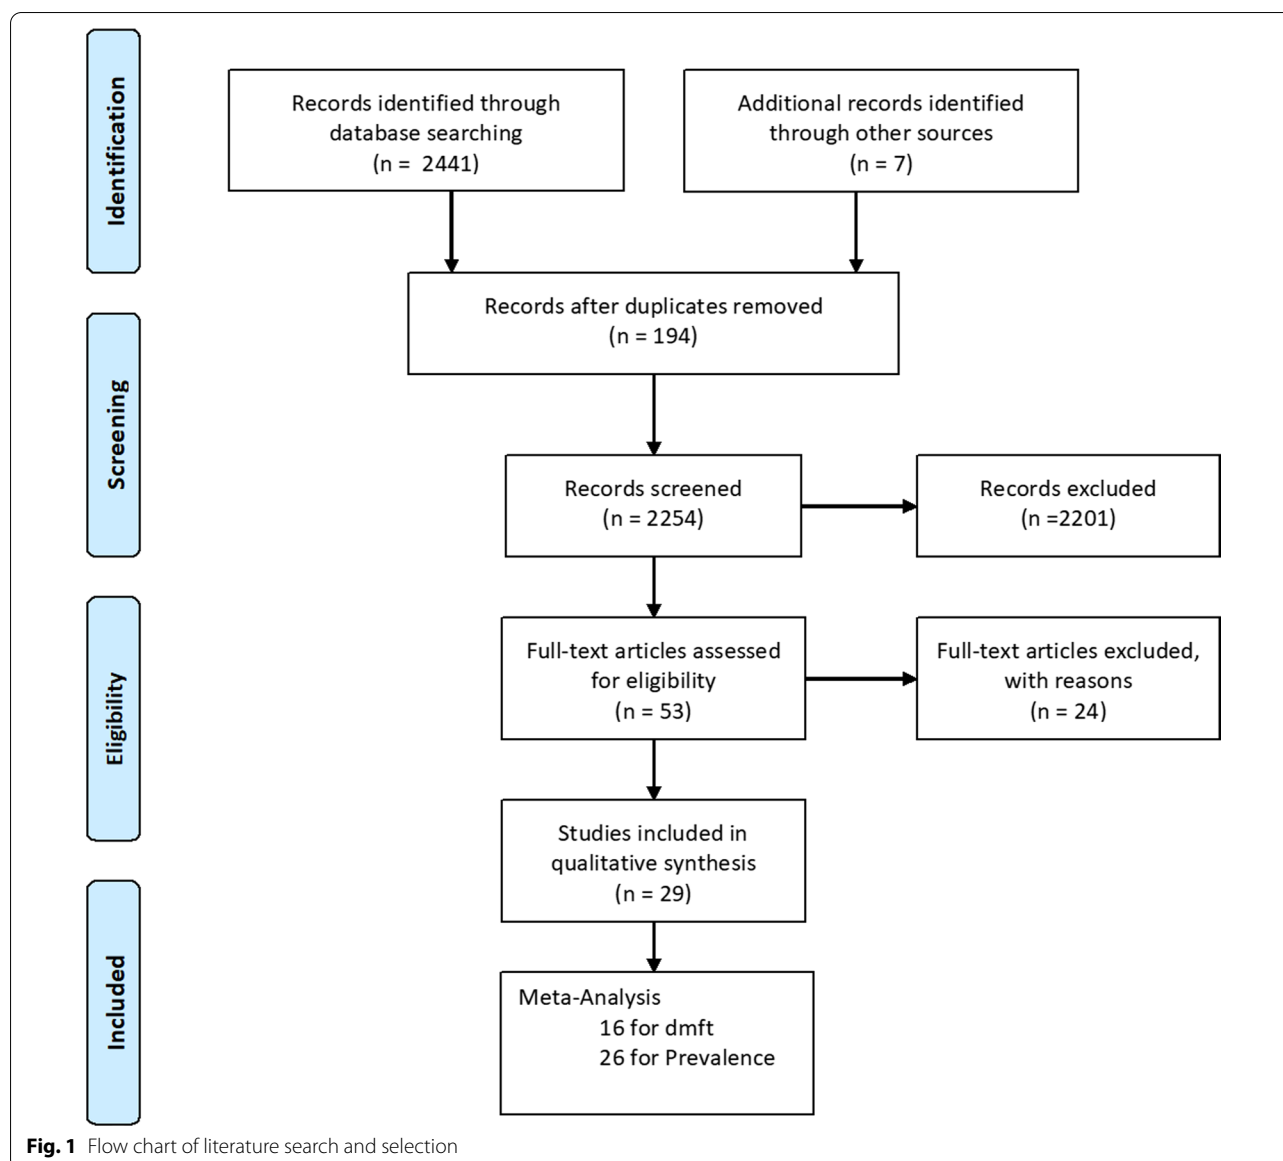 Identification
Records identified through
database searching
(n =  2441)
Additional records identified
through other sources
(n = 7)
Records after duplicates removed
(n = 194)
Screening
Records screened
(n = 2254)
Records excluded
(n =2201)
Eligibility
Full-text articles assessed
for eligibility
(n = 53)
Full-text articles excluded,
with reasons
(n = 24)
Studies included in
qualitative synthesis
(n = 29)
Included
Meta-Analysis
16 for dmft
26 for Prevalence
Fig. 1 Flow chart of literature search and selection